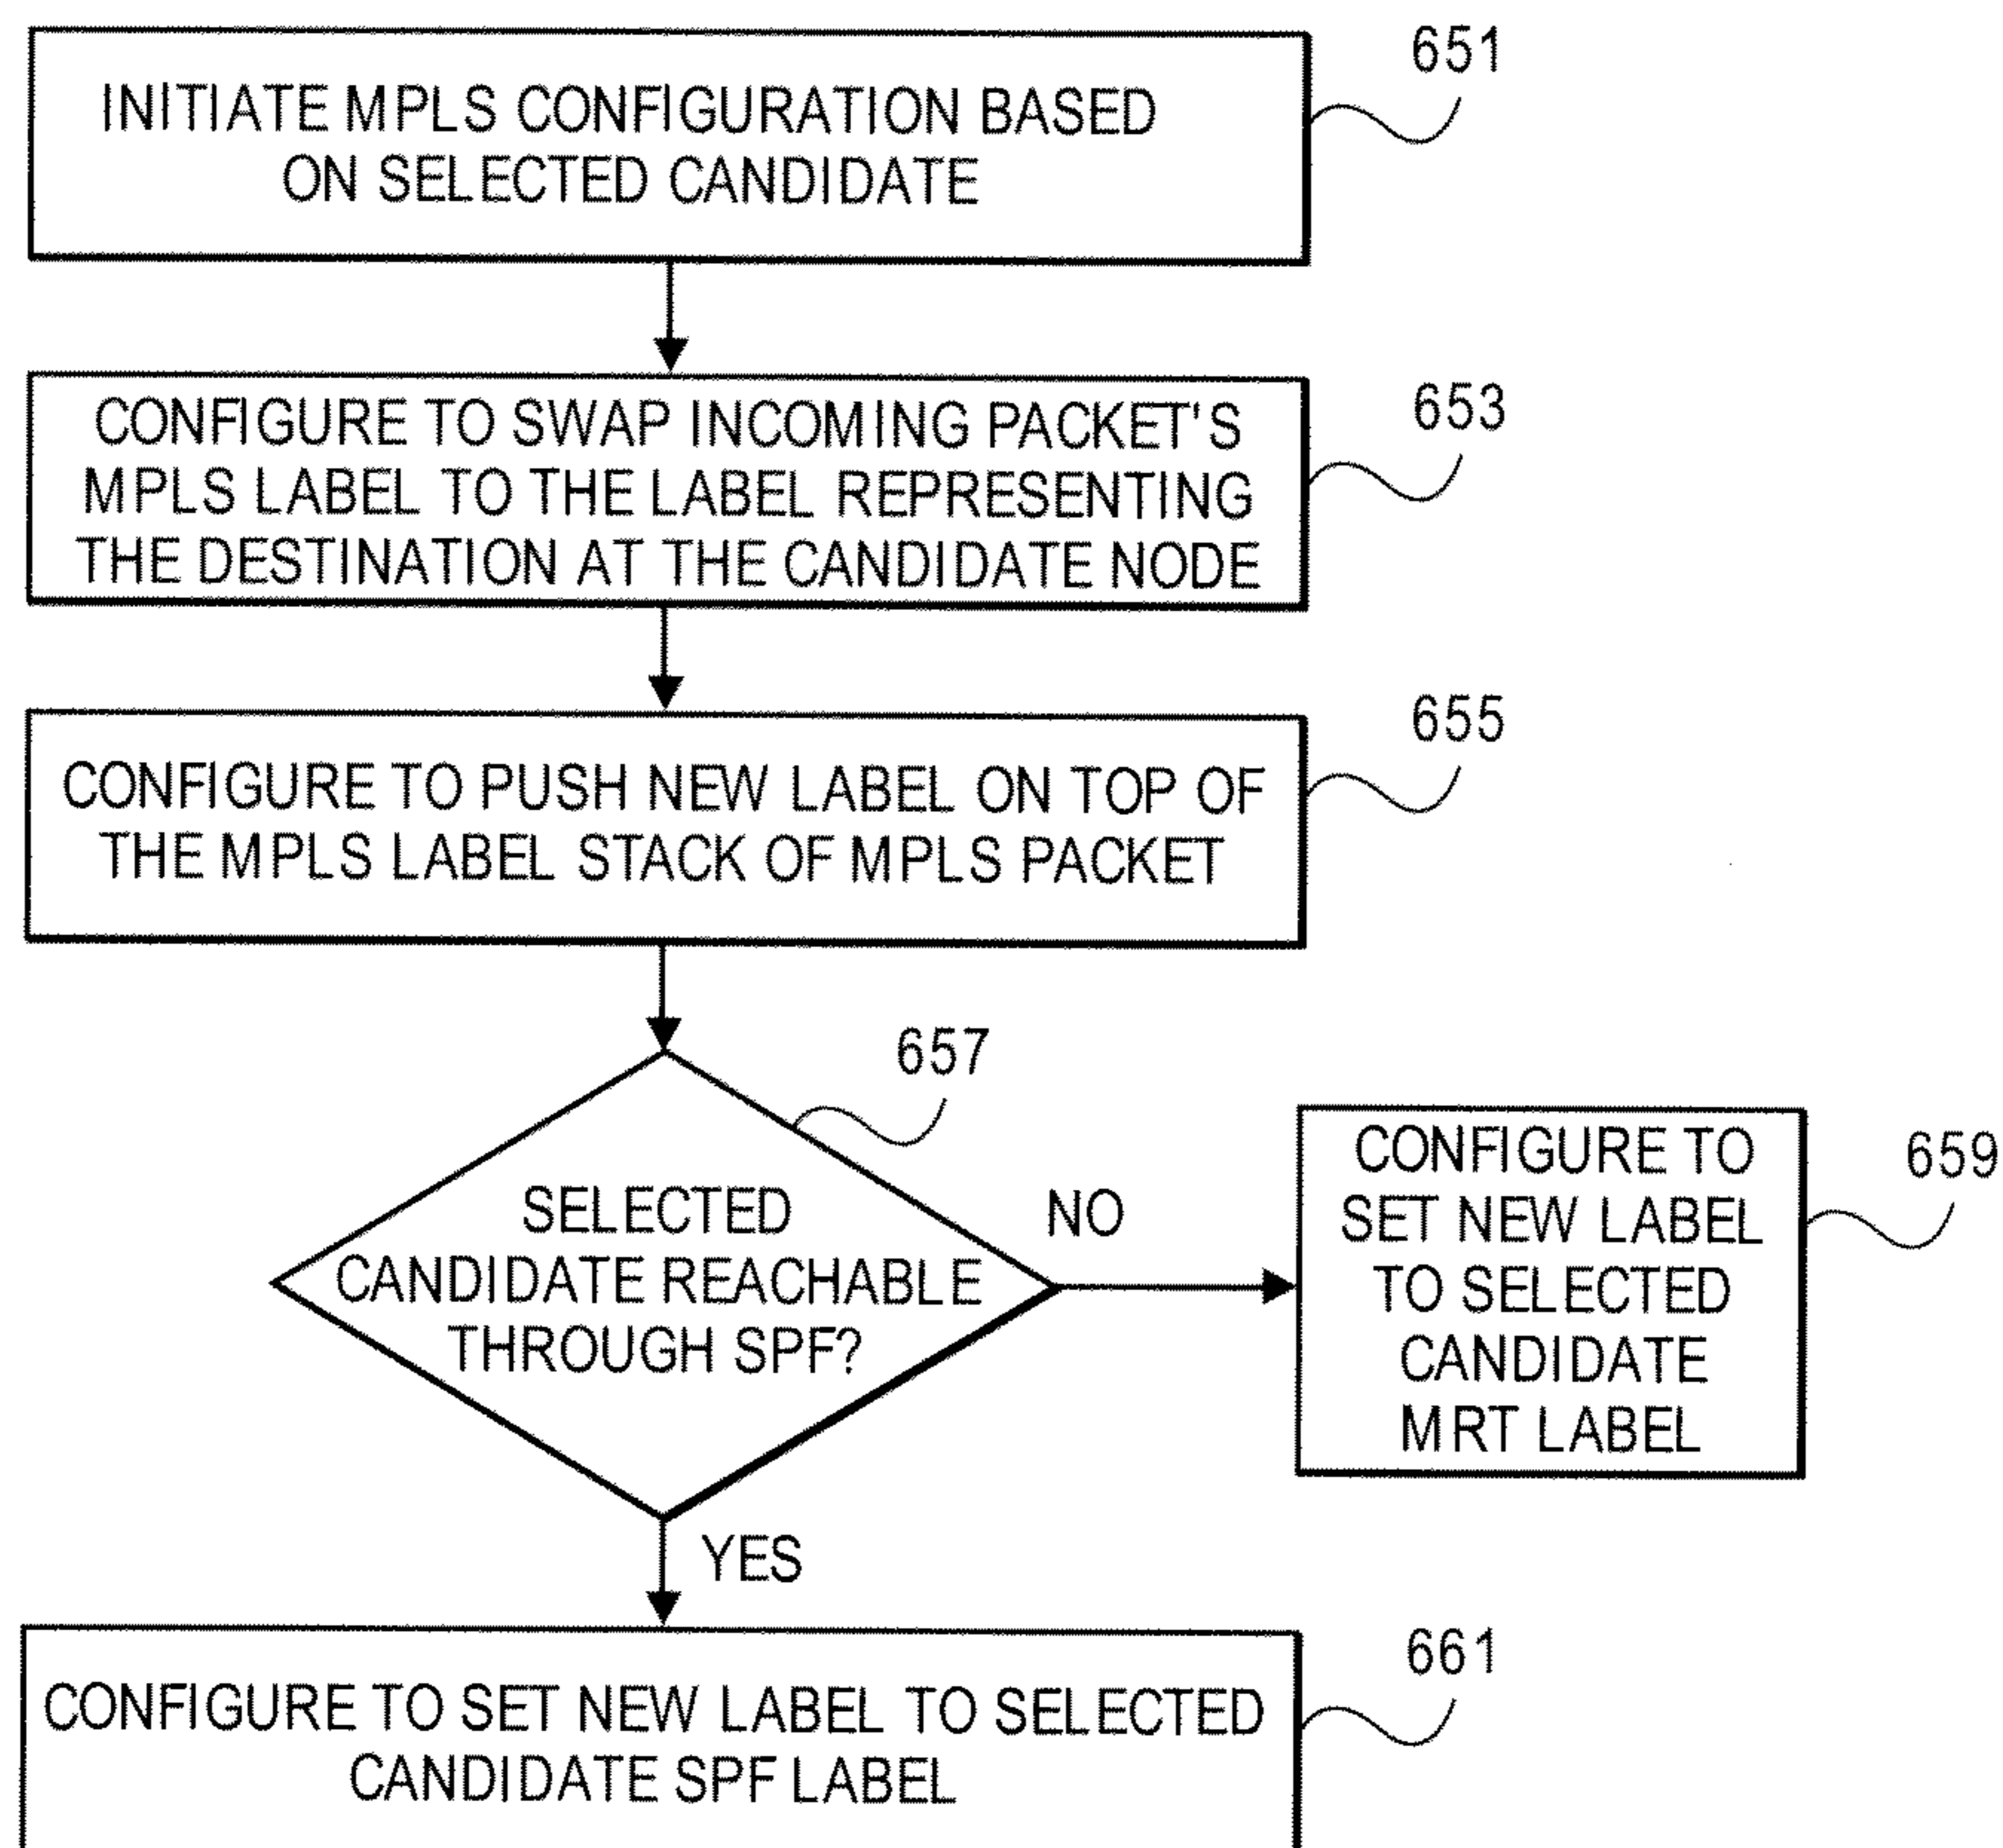 651
INITIATE MPLS CONFIGURATION BASED
ON SELECTED CANDIDATE
653
CONFIGURE TO SWAP INCOMING PACKET'S
MPLS LABEL TO THE LABEL REPRESENTING
THE DESTINATION AT THE CANDIDATE NODE
655
CONFIGURE TO PUSH NEW LABEL ON TOP OF
THE MPLS LABEL STACK OF MPLS PACKET
657
SELECTED
CANDIDATE REACHABLE
THROUGH SPF?
NO
659
CONFIGURE TO
SET NEW LABEL
TO SELECTED
CANDIDATE
MRT LABEL
YES
661
CONFIGURE TO SET NEW LABEL TO SELECTED
CANDIDATE SPF LABEL